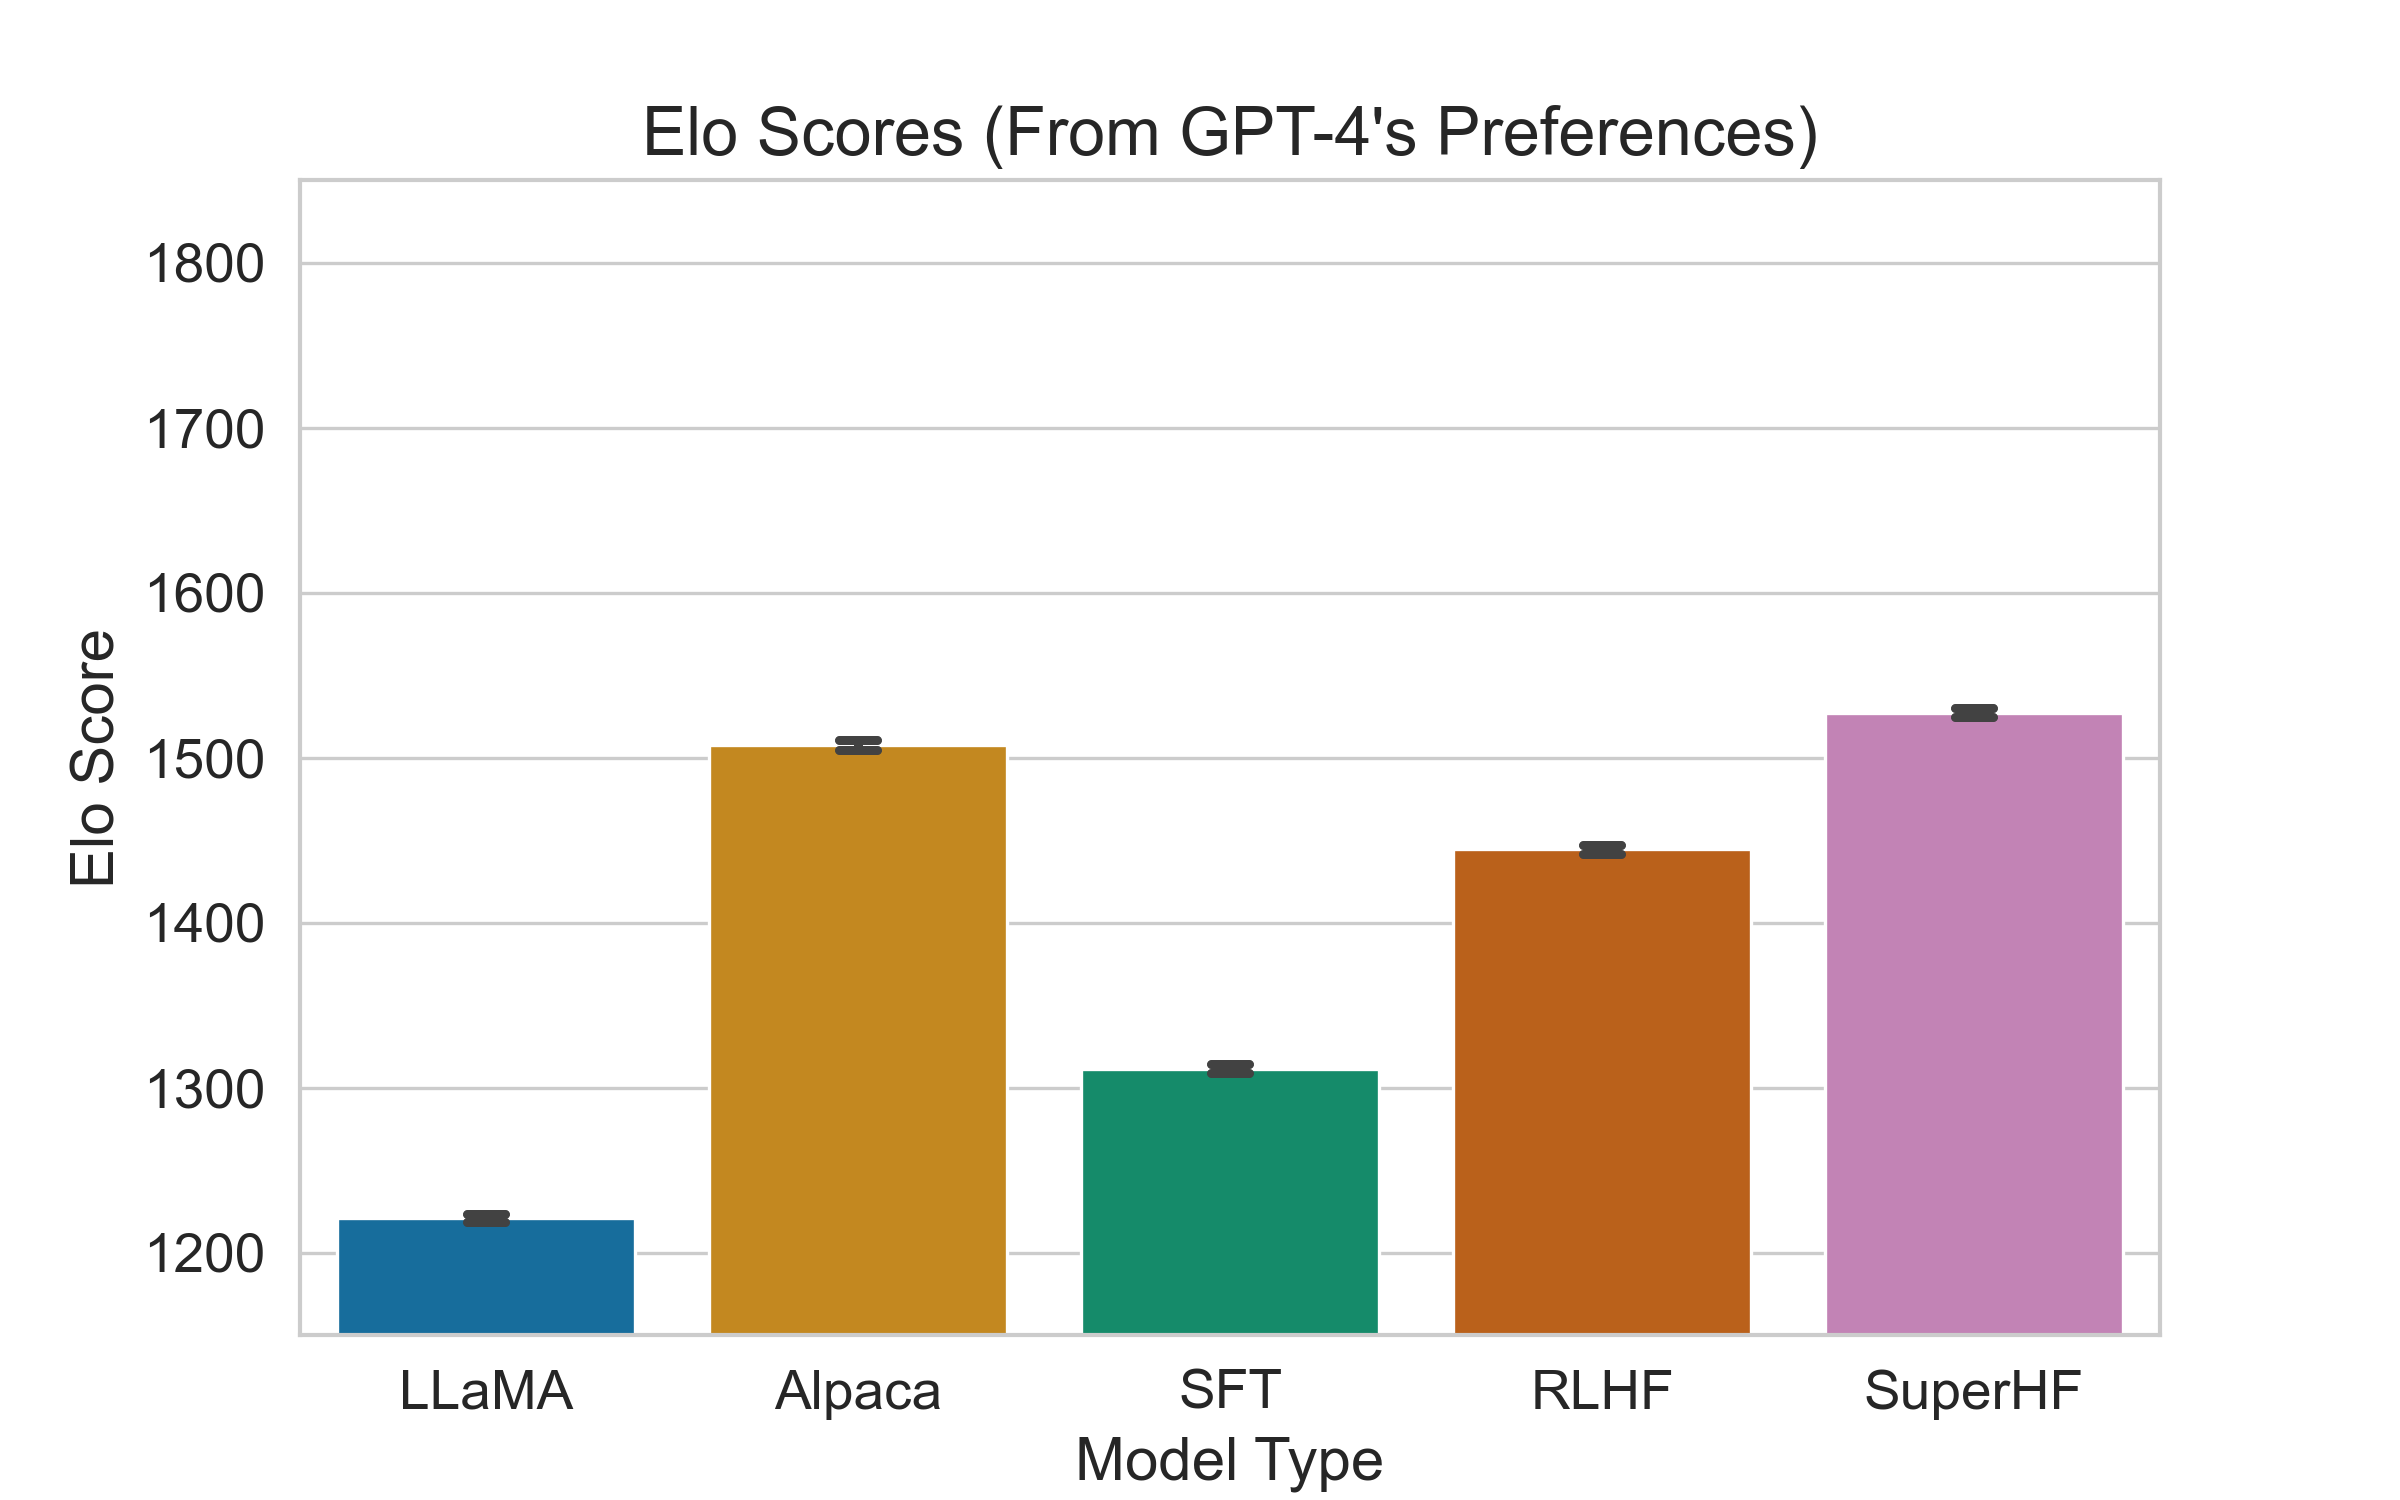 Elo Scores (From GPT-4's Preferences)
1800
1700
1600
1500
1400
1300
1200
Elo Score
LLaMA
Alpaca
SFT
RLHF
SuperHF
Model Type